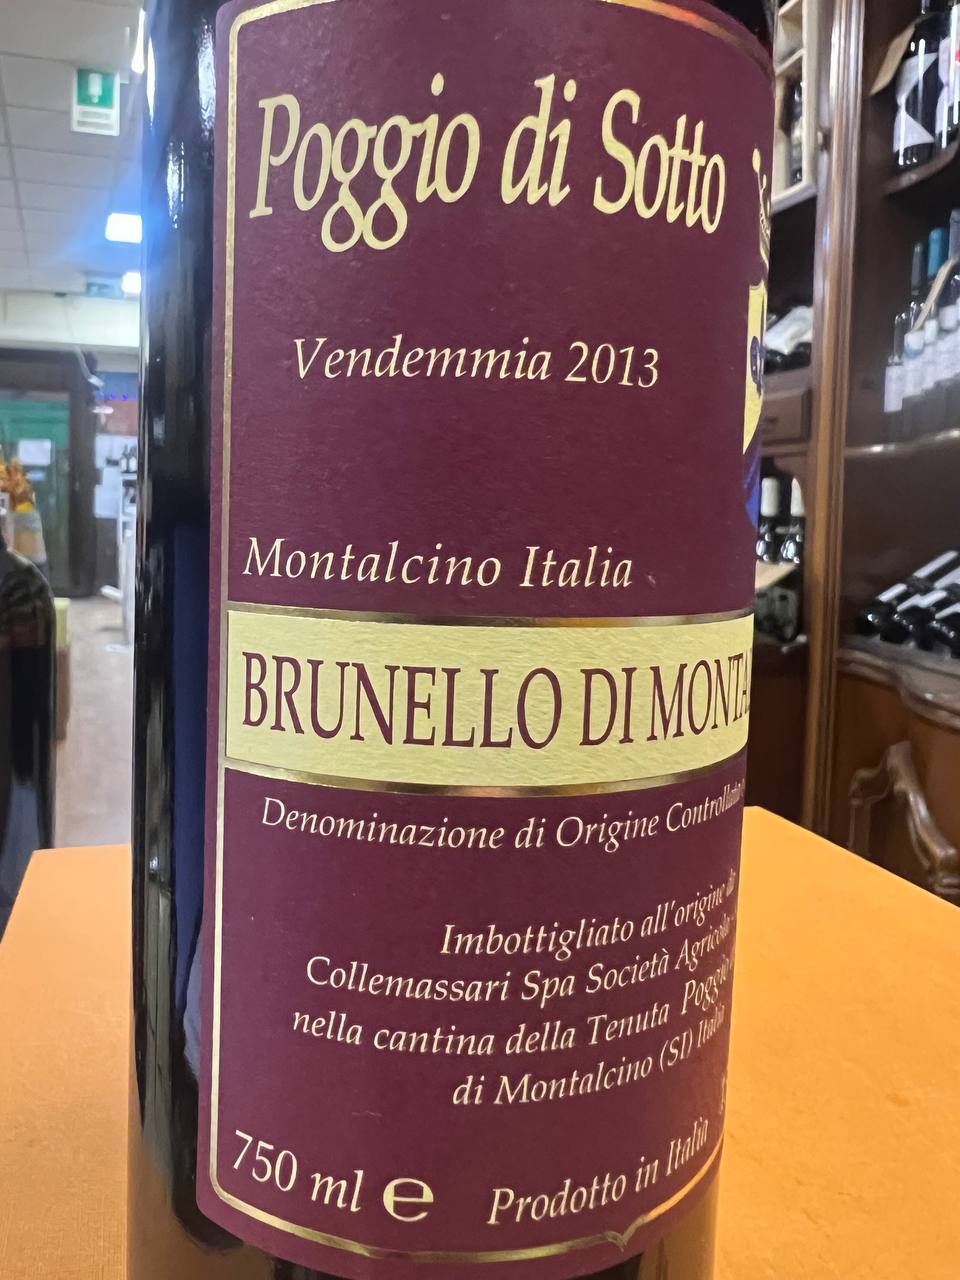 Poggio di Sotto
Vendemmia 2013
Montalcino Italia
BRUNELLO DI MONTA
Denominazione di Origine Controllata
Imbottigliato all'origine da
Collemassari Spa Società Agricola
nella cantina della Tenuta Poggio
di Montalcino (SI) Italia
750 ml e Prodotto in Italia